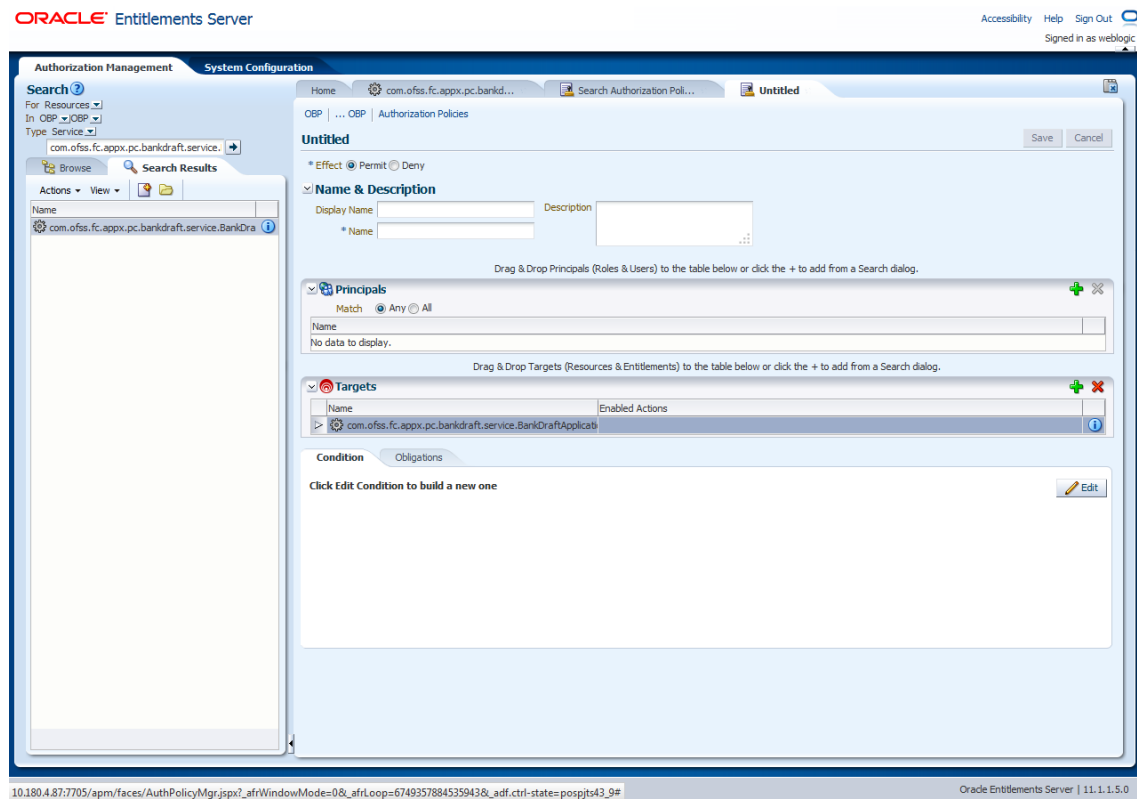 ORACLE Entitlements Server
Accessibility Help Sign Out
Signed in as weblogic
Authorization Management System Configuration
Search
For Resources
In OBP OBP
Type Service
com.ofss.fc.appx.pc.bankdraft.service.
Browse Search Results
Actions View
Name
com.ofss.fc.appx.pc.bankdraft.service.BankDra
Home com.ofss.fc.appx.pc.bankd... Search Authorization Poli... Untitled
OBP | ... OBP | Authorization Policies
Untitled
Save Cancel
* Effect Permit Deny
Name & Description
Display Name
Description
* Name
Drag & Drop Principals (Roles & Users) to the table below or click the + to add from a Search dialog.
Principals
Match Any All
Name
No data to display.
Drag & Drop Targets (Resources & Entitlements) to the table below or click the + to add from a Search dialog.
Targets
Name Enabled Actions
com.ofss.fc.appx.pc.bankdraft.service.BankDraftApplicati
Condition Obligations
Click Edit Condition to build a new one
Edit
10.180.4.87:7705/apm/faces/AuthPolicyMgr.jspx?_afrWindowMode=0&_afrLoop=6749357884535943&_adf.ctrl-state=pospjts43_9#
Oracle Entitlements Server | 11.1.1.5.0